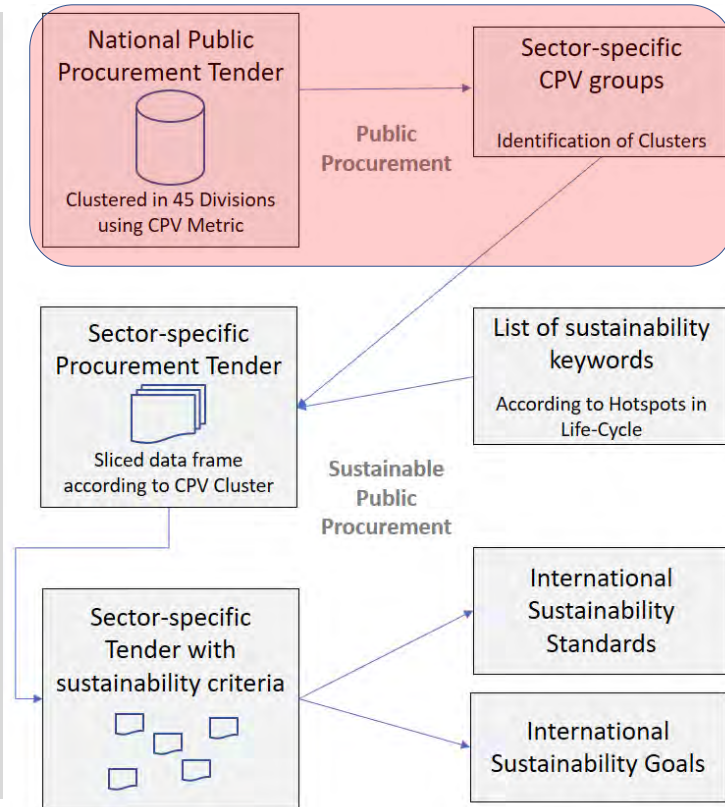 National Public
Procurement Tender
Clustered in 45 Divisions
using CPV Metric
Sector-specific
CPV groups
Identification of Clusters
Public
Procurement
Sector-specific
Procurement Tender
Sliced data frame
according to CPV Cluster
List of sustainability
keywords
According to Hotspots in
Life-Cycle
Sustainable
Public
Procurement
Sector-specific
Tender with
sustainability criteria
International
Sustainability
Standards
International
Sustainability Goals